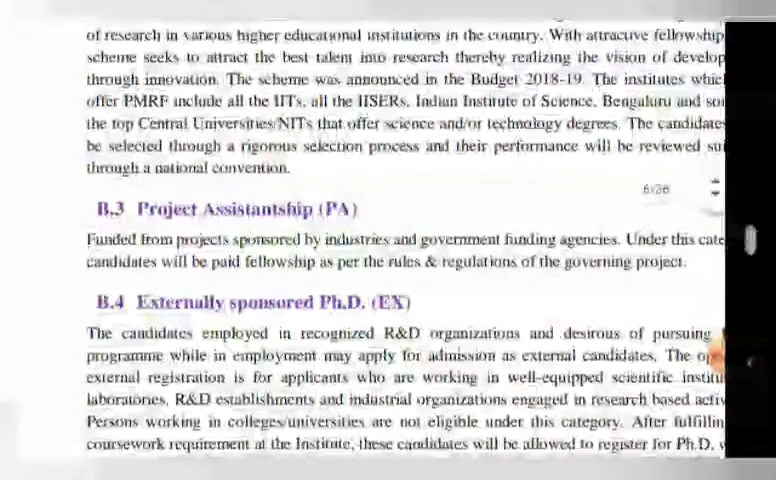 of research in various higher educational institutions in the country. With attractive fellowship
scheme seeks to attract the best talent into research thereby realizing the vision of develop
through innovation. The scheme was announced in the Budget 2018-19. The institutes whic
offer PMRF include all the IITs, all the IISERs, Indian Institute of Science, Bengaluru and so
the top Central Universities/NITs that offer science and/or technology degrees. The candidates
be selected through a rigorous selection process and their performance will be reviewed su
through a national convention.
6/36
B.3 Project Assistantship (PA)
Funded from projects sponsored by industries and government funding agencies. Under this cate
candidates will be paid fellowship as per the rules & regulations of the governing project.
B.4 Externally sponsored Ph.D. (EX)
The candidates employed in recognized R&D organizations and desirous of pursuing
programme while in employment may apply for admission as external candidates. The op
external registration is for applicants who are working in well-equipped scientific institu
laboratories, R&D establishments and industrial organizations engaged in research based activ
Persons working in colleges/universities are not eligible under this category. After fulfillin
coursework requirement at the Institute, these candidates will be allowed to register for Ph.D.